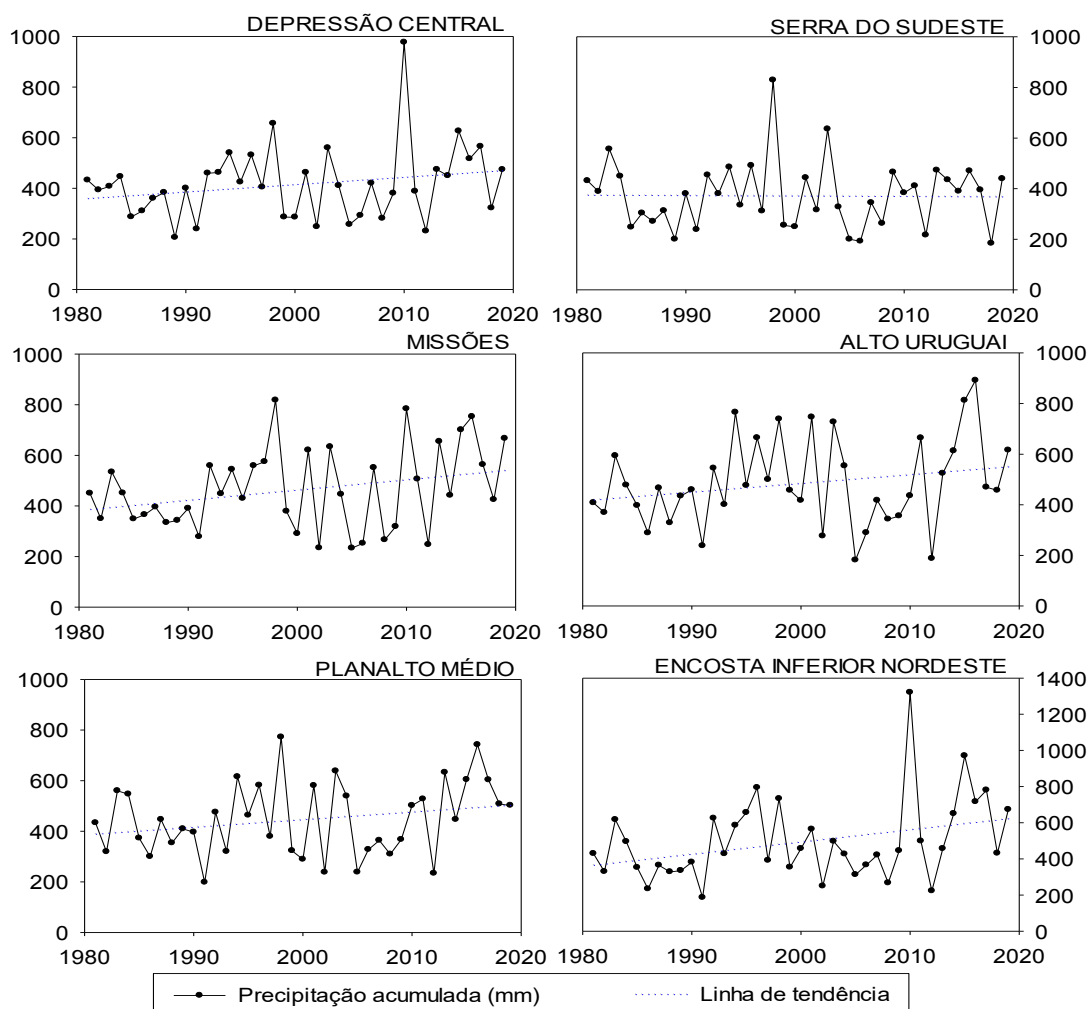 DEPRESSÃO CENTRAL
1000
800
600
400
200
0
1980 1990 2000 2010 2020
SERRA DO SUDESTE
1000
800
600
400
200
0
1980 1990 2000 2010 2020
MISSÕES
1000
800
600
400
200
0
1980 1990 2000 2010 2020
ALTO URUGUAI
1000
800
600
400
200
0
1980 1990 2000 2010 2020
PLANALTO MÉDIO
1000
800
600
400
200
0
1980 1990 2000 2010 2020
ENCOSTA INFERIOR NORDESTE
1400
1200
1000
800
600
400
200
0
1980 1990 2000 2010 2020
Precipitação acumulada (mm) Linha de tendência